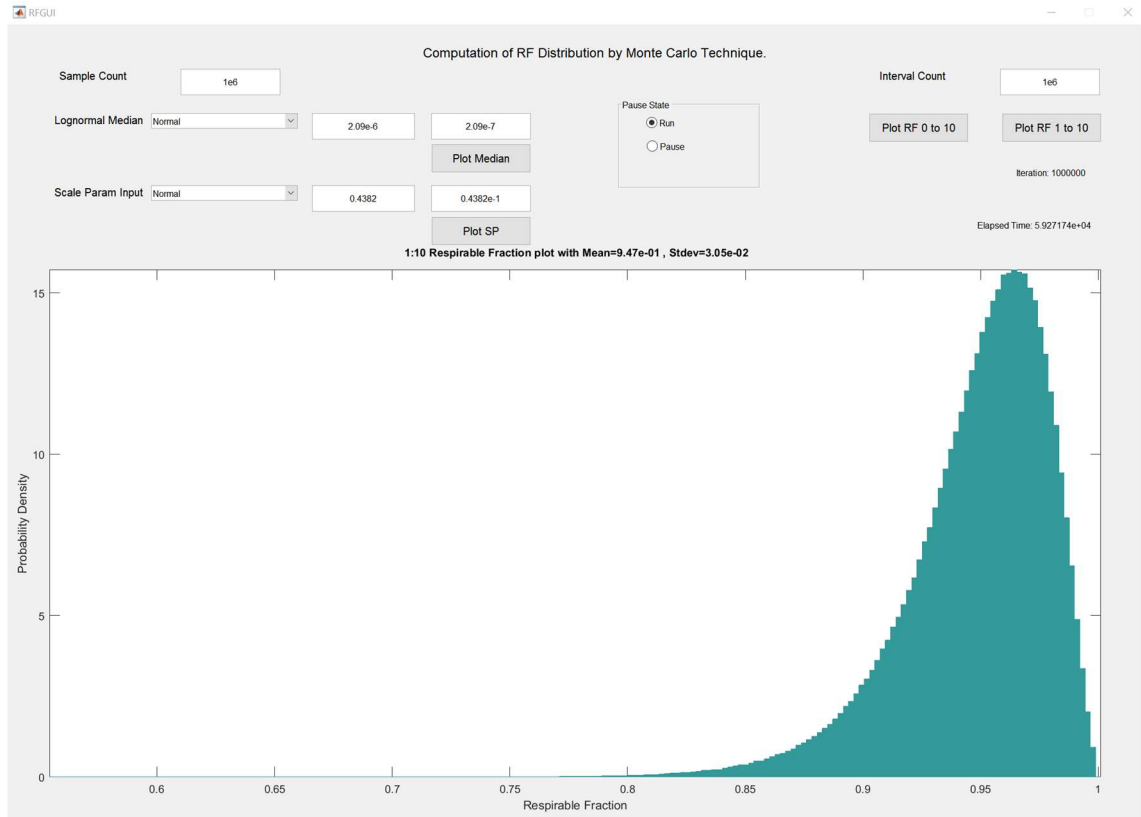 RFGUI
Computation of RF Distribution by Monte Carlo Technique.
Sample Count 1e6 Interval Count 1e6
Lognormal Median Normal 2.09e-6 2.09e-7
Pause State
Run
Pause
Plot RF 0 to 10 Plot RF 1 to 10
Plot Median
Iteration: 1000000
Scale Param Input Normal 0.4382 0.4382e-1
Plot SP
Elapsed Time: 5.927174e+04
1:10 Respirable Fraction plot with Mean=9.47e-01 , Stdev=3.05e-02
15
10
5
0
Probability Density
0.6 0.65 0.7 0.75 0.8 0.85 0.9 0.95 1
Respirable Fraction